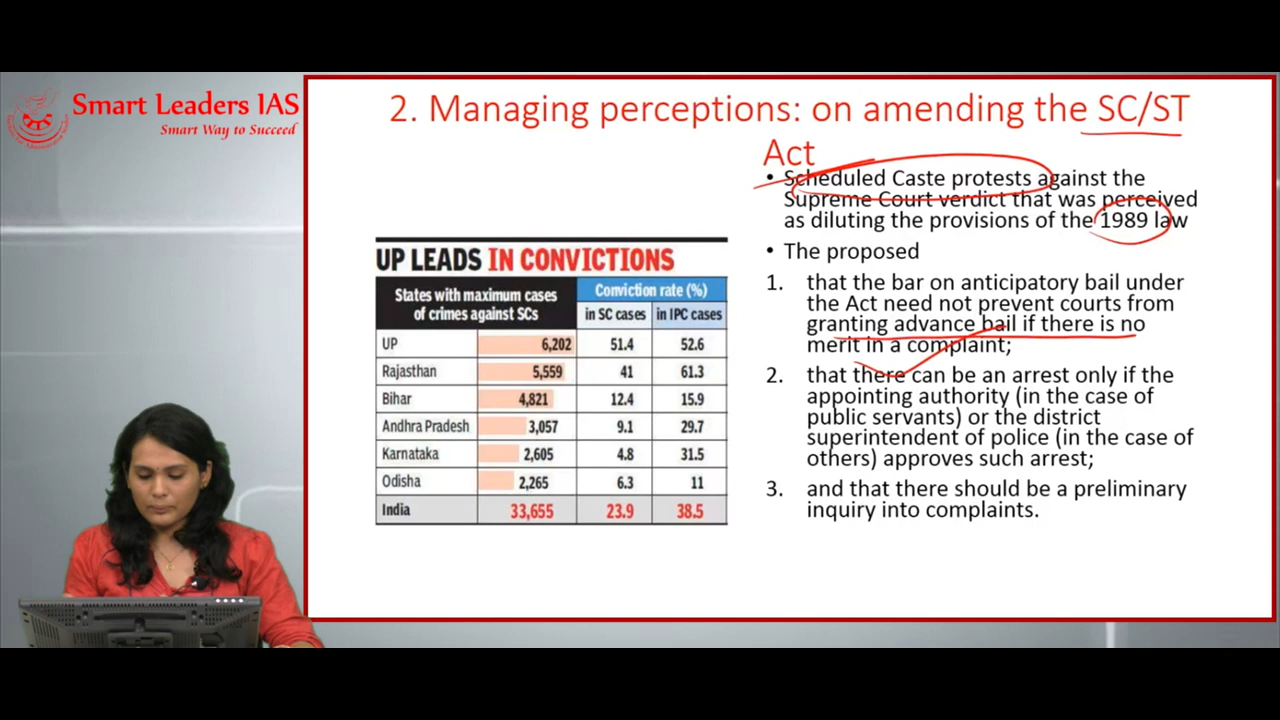 Smart Leaders IAS
Smart Way to Succeed
2. Managing perceptions: on amending the SC/ST
Act
UP LEADS IN CONVICTIONS
States with maximum cases of crimes against SCs Conviction rate (%)
in SC cases in IPC cases
UP 6,202 51.4 52.6
Rajasthan 5,559 41 61.3
Bihar 4,821 12.4 15.9
Andhra Pradesh 3,057 9.1 29.7
Karnataka 2,605 4.8 31.5
Odisha 2,265 6.3 11
India 33,655 23.9 38.5
• Scheduled Caste protests against the
Supreme Court verdict that was perceived
as diluting the provisions of the 1989 law
• The proposed
1. that the bar on anticipatory bail under
the Act need not prevent courts from
granting advance bail if there is no
merit in a complaint;
2. that there can be an arrest only if the
appointing authority (in the case of
public servants) or the district
superintendent of police (in the case of
others) approves such arrest;
3. and that there should be a preliminary
inquiry into complaints.